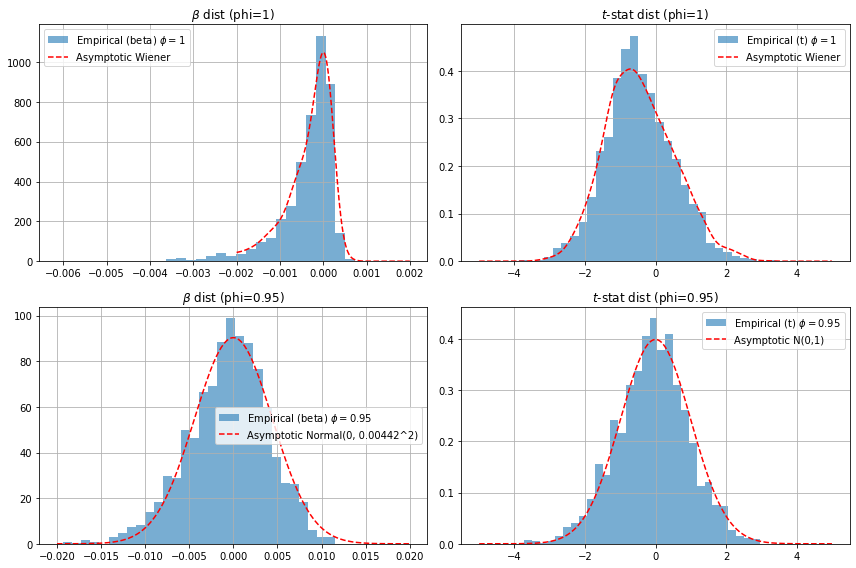 β dist (phi=1)
Empirical (beta) ϕ = 1
Asymptotic Wiener
1000
800
600
400
200
0
−0.006 −0.005 −0.004 −0.003 −0.002 −0.001 0.000 0.001 0.002
t-stat dist (phi=1)
Empirical (t) ϕ = 1
Asymptotic Wiener
0.4
0.3
0.2
0.1
0.0
−4 −2 0 2 4
β dist (phi=0.95)
Empirical (beta) ϕ = 0.95
Asymptotic Normal(0, 0.00442^2)
100
80
60
40
20
0
−0.020 −0.015 −0.010 −0.005 0.000 0.005 0.010 0.015 0.020
t-stat dist (phi=0.95)
Empirical (t) ϕ = 0.95
Asymptotic N(0,1)
0.4
0.3
0.2
0.1
0.0
−4 −2 0 2 4